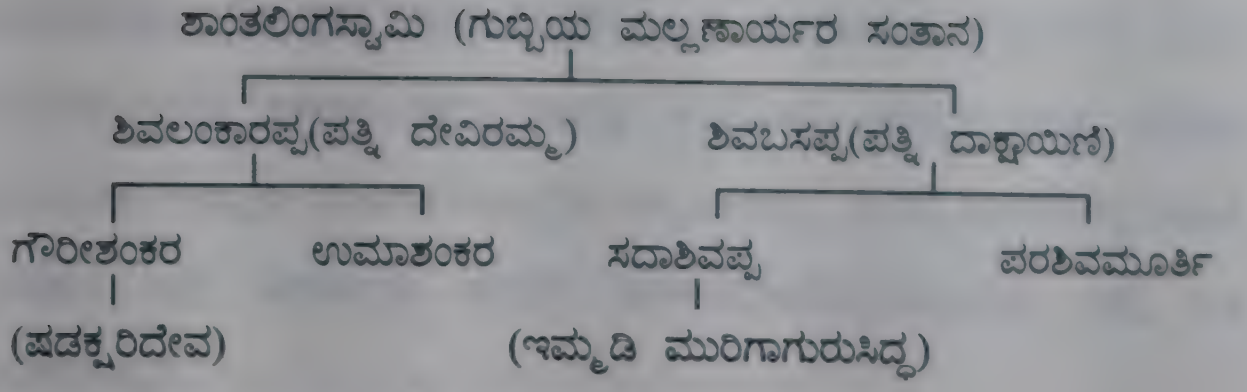 ಶಾಂತಲಿಂಗಸ್ವಾಮಿ (ಗುಬ್ಬಿಯ ಮಲ್ಲಣಾರ್ಯರ ಸಂತಾನ)
ಶಿವಲಂಕಾರಪ್ಪ(ಪತ್ನಿ ದೇವಿರಮ್ಮ) ಶಿವಬಸಪ್ಪ(ಪತ್ನಿ ದಾಕ್ಷಾಯಿಣಿ)
ಗೌರೀಶಂಕರ ಉಮಾಶಂಕರ ಸದಾಶಿವಪ್ಪ ಪರಶಿವಮೂರ್ತಿ
(ಷಡಕ್ಷರಿದೇವ) (ಇಮ್ಮಡಿ ಮುರಿಗಾಗುರುಸಿದ್ಧ)